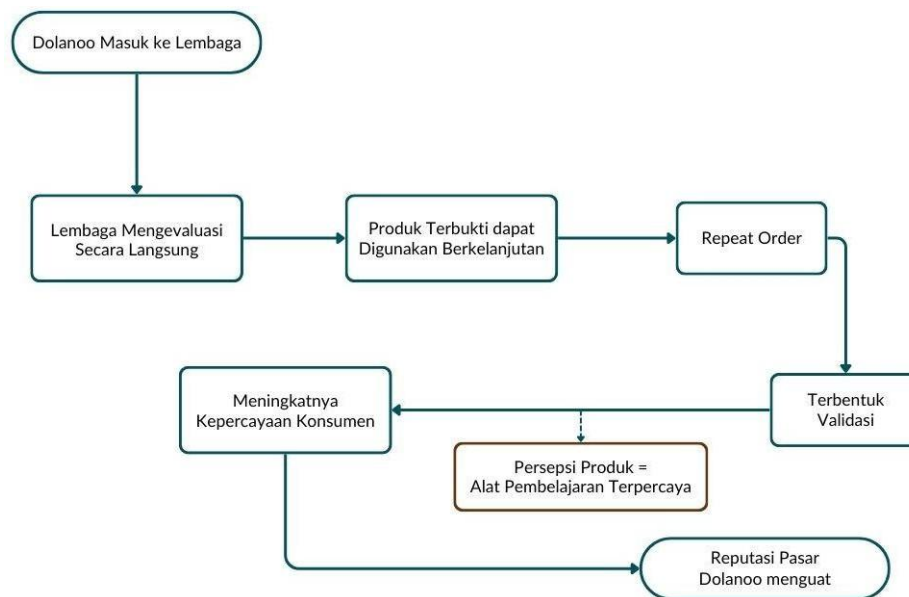 Dolanoo Masuk ke Lembaga
Lembaga Mengevaluasi
Secara Langsung
Produk Terbukti dapat
Digunakan Berkelanjutan
Repeat Order
Terbentuk
Validasi
Meningkatnya
Kepercayaan Konsumen
Persepsi Produk =
Alat Pembelajaran Terpercaya
Reputasi Pasar
Dolanoo menguat